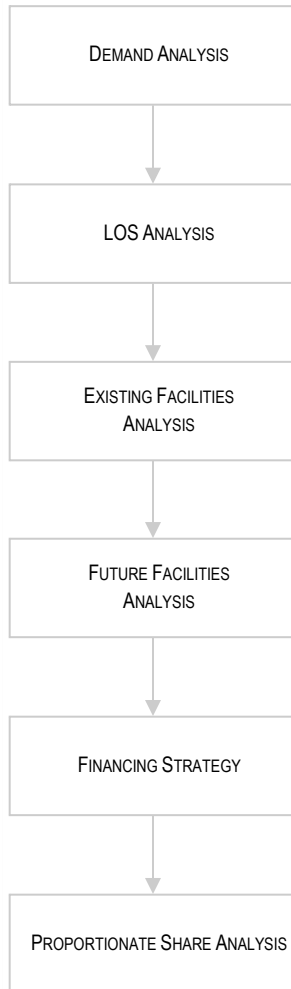 DEMAND ANALYSIS
LOS ANALYSIS
EXISTING FACILITIES
ANALYSIS
FUTURE FACILITIES
ANALYSIS
FINANCING STRATEGY
PROPORTIONATE SHARE ANALYSIS